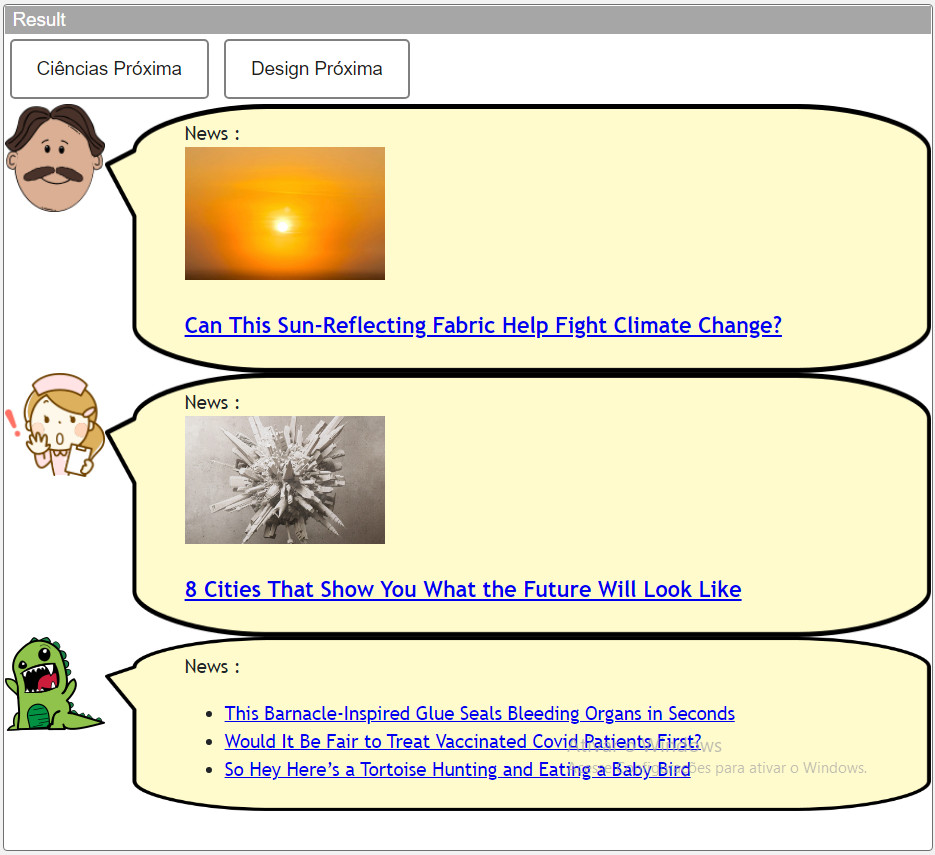 Result
Ciências Próxima
Design Próxima
News :
Can This Sun-Reflecting Fabric Help Fight Climate Change?
News :
8 Cities That Show You What the Future Will Look Like
News :
This Barnacle-Inspired Glue Seals Bleeding Organs in Seconds
Would It Be Fair to Treat Vaccinated Covid Patients First?
Ativar o Windows
So Hey Here’s a Tortoise Hunting and Eating a Baby Bird
Acesse Configurações para ativar o Windows.